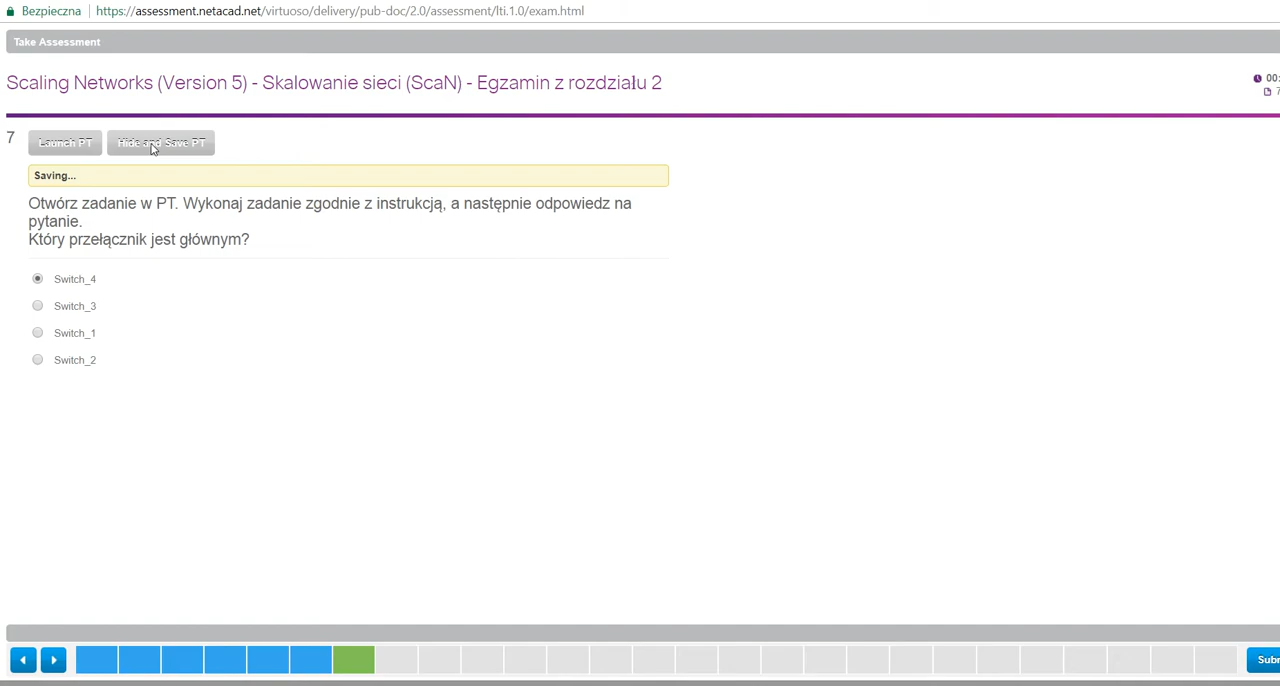 Bezpieczna https://assessment.netacad.net/virtuoso/delivery/pub-doc/2.0/assessment/lti.1.0/exam.html
Take Assessment
Scaling Networks (Version 5) - Skalowanie sieci (ScaN) - Egzamin z rozdziału 2
00:
7
7 Launch PT Hide and Save PT
Saving...
Otwórz zadanie w PT. Wykonaj zadanie zgodnie z instrukcją, a następnie odpowiedz na
pytanie.
Który przełącznik jest głównym?
Switch_4
Switch_3
Switch_1
Switch_2
Subm